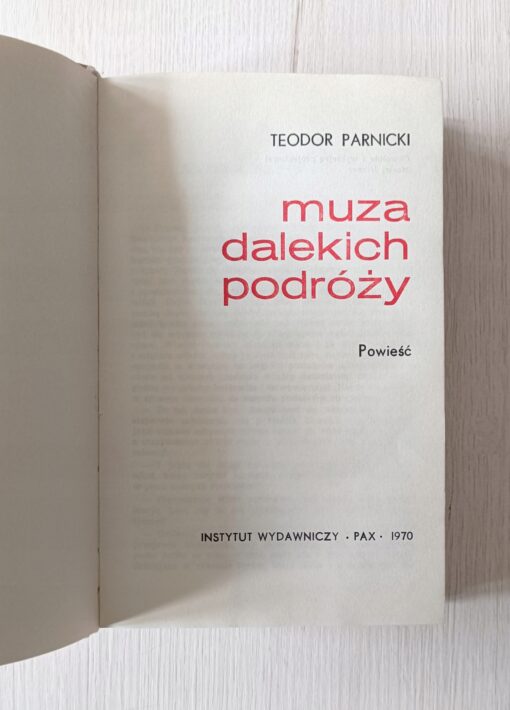 TEODOR PARNICKI
muza
dalekich
podróży
Powieść
INSTYTUT WYDAWNICZY • PAX • 1970